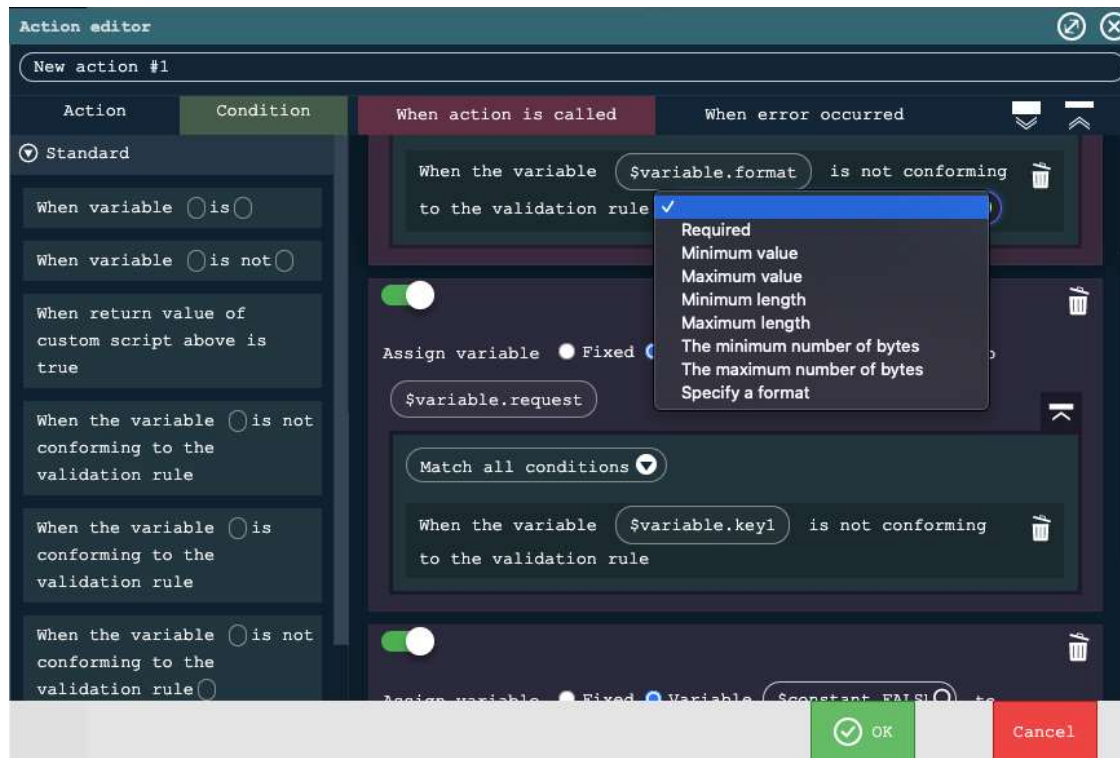 Action editor
New action #1
Action
Condition
When action is called
When error occurred
Standard
When variable is
When variable is not
When return value of
custom script above is
true
When the variable is not
conforming to the
validation rule
When the variable is
conforming to the
validation rule
When the variable is not
conforming to the
validation rule
When the variable $variable.format is not conforming
to the validation rule
Required
Minimum value
Maximum value
Minimum length
Maximum length
The minimum number of bytes
The maximum number of bytes
Specify a format
Assign variable Fixed
$variable.request
Match all conditions
When the variable $variable.key1 is not conforming
to the validation rule
Assign variable Fixed Variable to
OK
Cancel